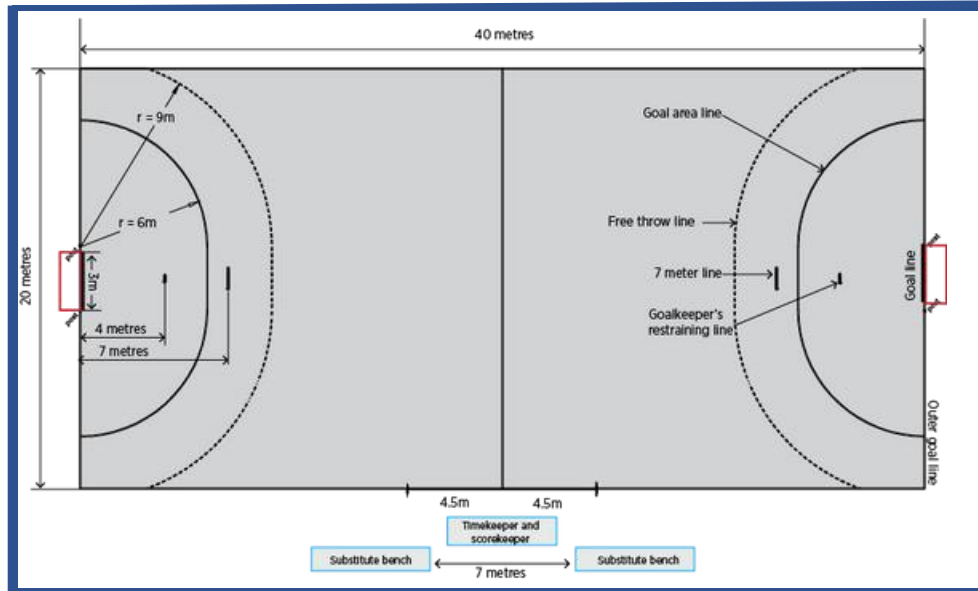 40 metres
r = 9m
Goal area line
r = 6m
Free throw line
20 metres
3m
7 meter line
Goal line
Goalkeeper's
restraining line
4 metres
7 metres
Outer goal line
4.5m
4.5m
Timekeeper and
scorekeeper
Substitute bench
7 metres
Substitute bench